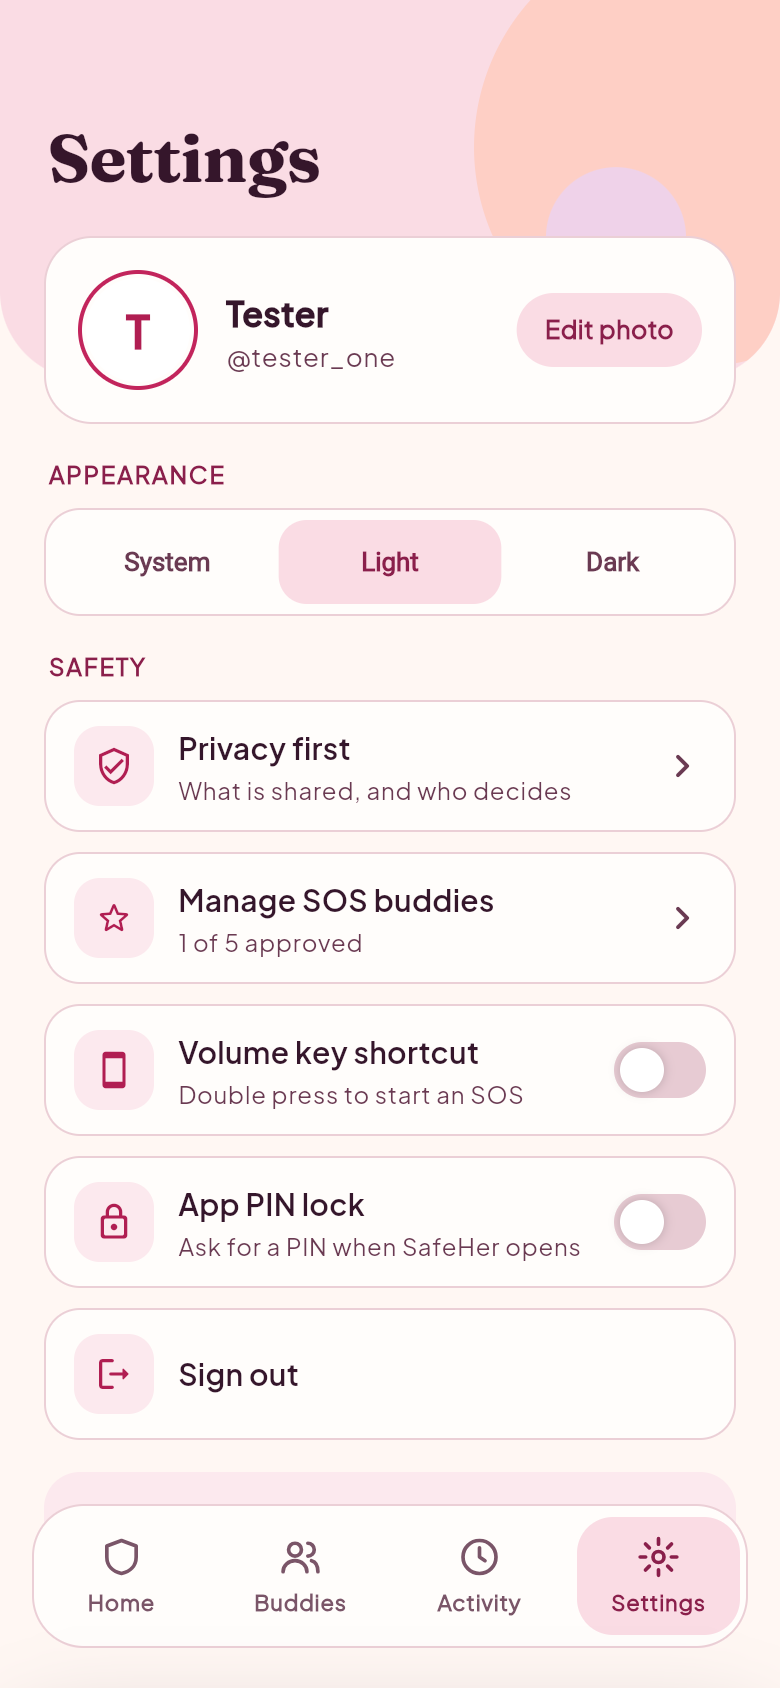 Settings
T
Tester
@tester_one
Edit photo
APPEARANCE
System
Light
Dark
SAFETY
Privacy first
What is shared, and who decides
Manage SOS buddies
1 of 5 approved
Volume key shortcut
Double press to start an SOS
App PIN lock
Ask for a PIN when SafeHer opens
Sign out
Home
Buddies
Activity
Settings